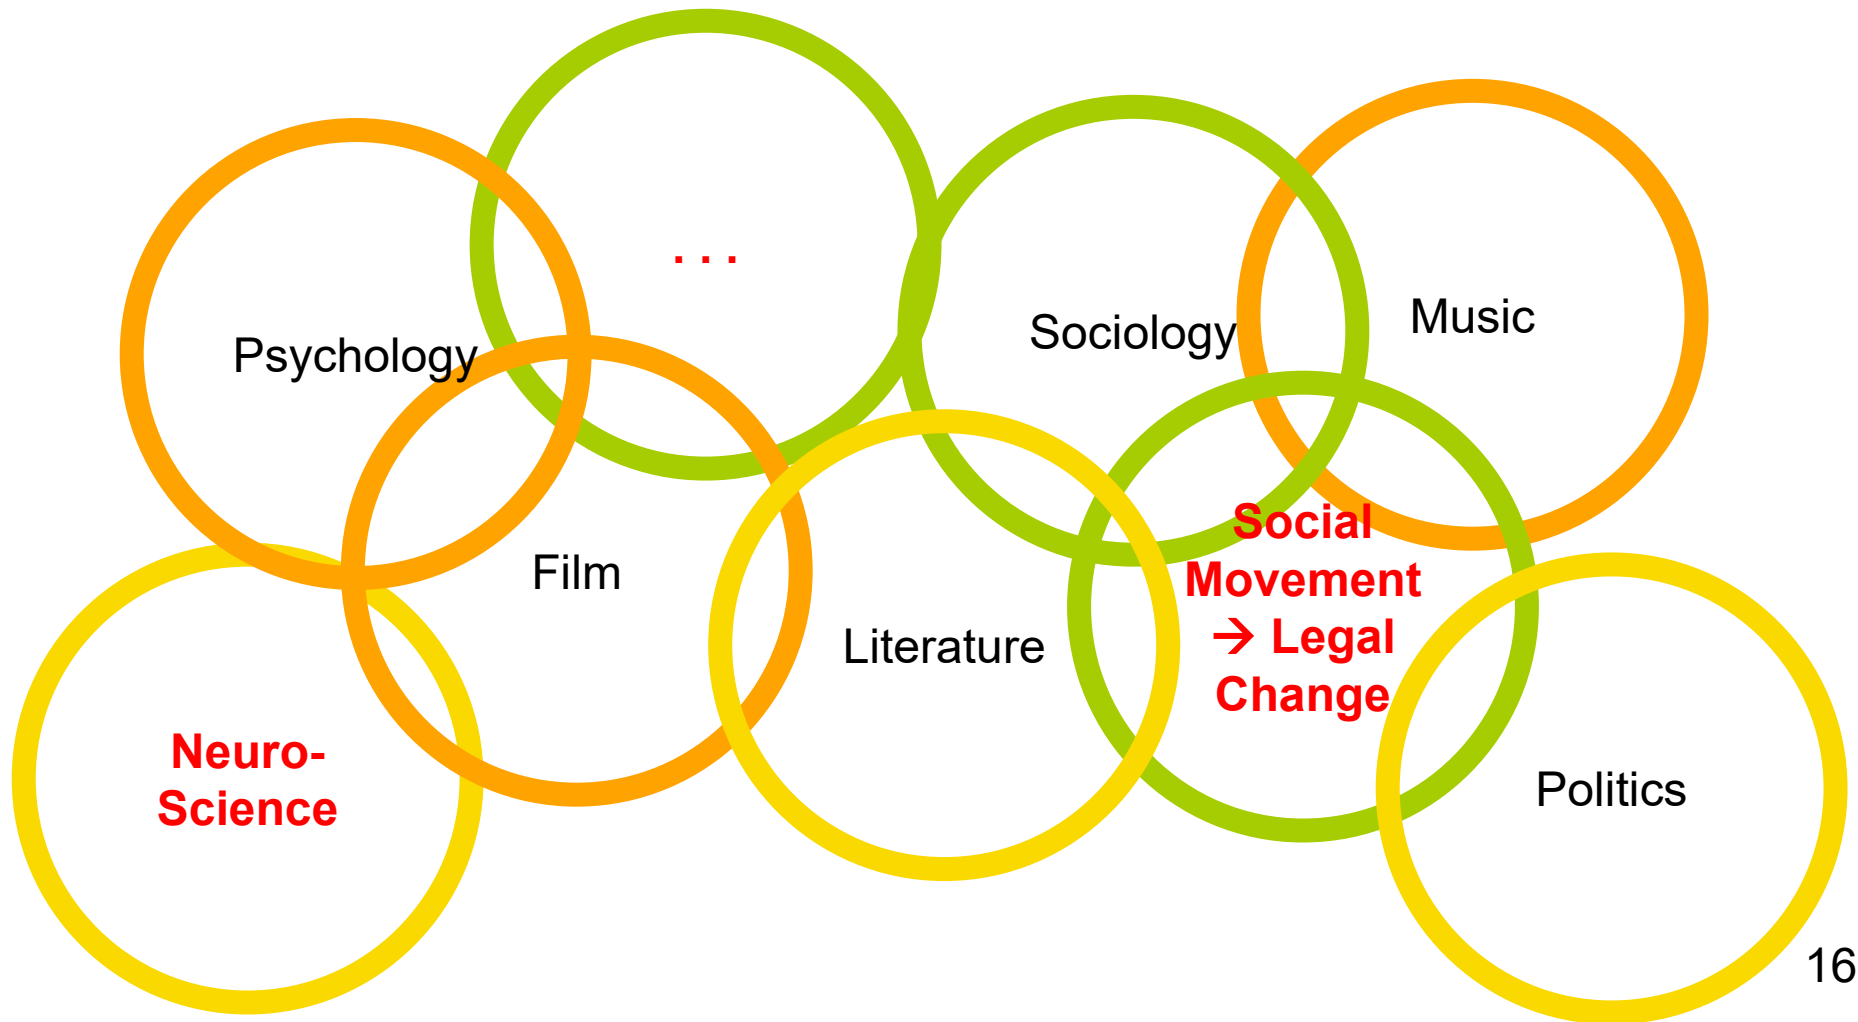 . . .
Psychology
Sociology
Music
Film
Literature
Social
Movement
→ Legal
Change
Neuro-
Science
Politics
16